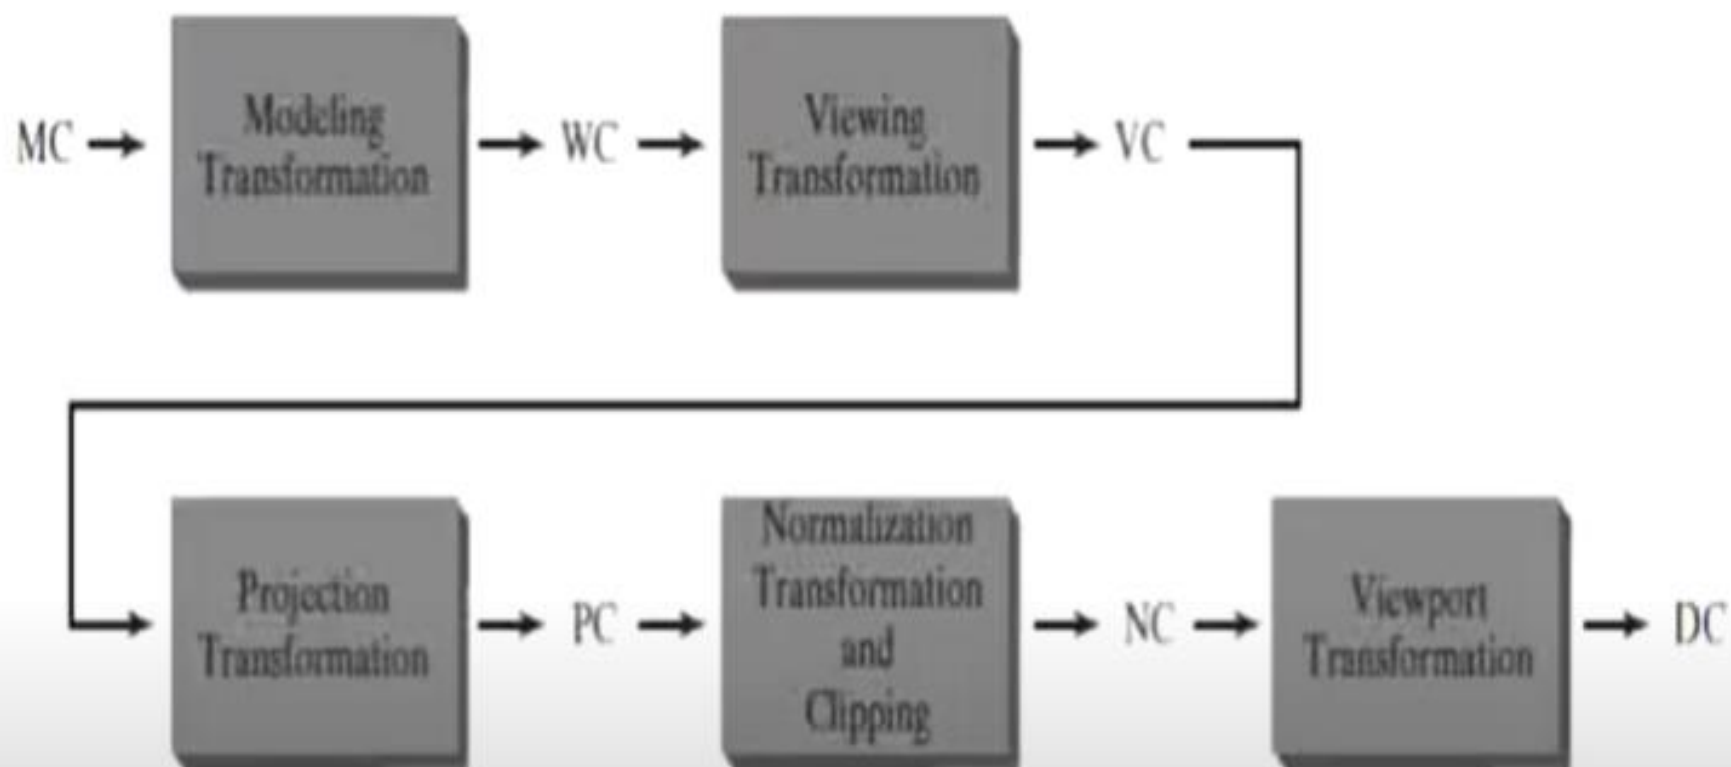 MC
Modeling
Transformation
WC
Viewing
Transformation
VC
Projection
Transformation
PC
Normalization
Transformation
and
Clipping
NC
Viewport
Transformation
DC